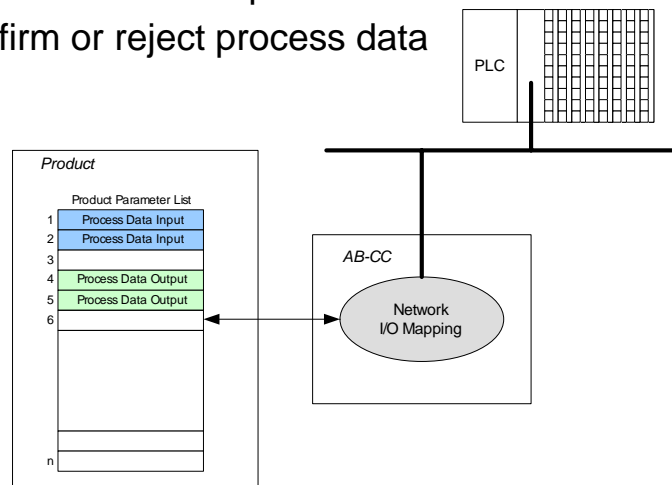 firm or reject process data
PLC
Product
Product Parameter List
1 Process Data Input
2 Process Data Input
3
4 Process Data Output
5 Process Data Output
6
n
AB-CC
Network
I/O Mapping